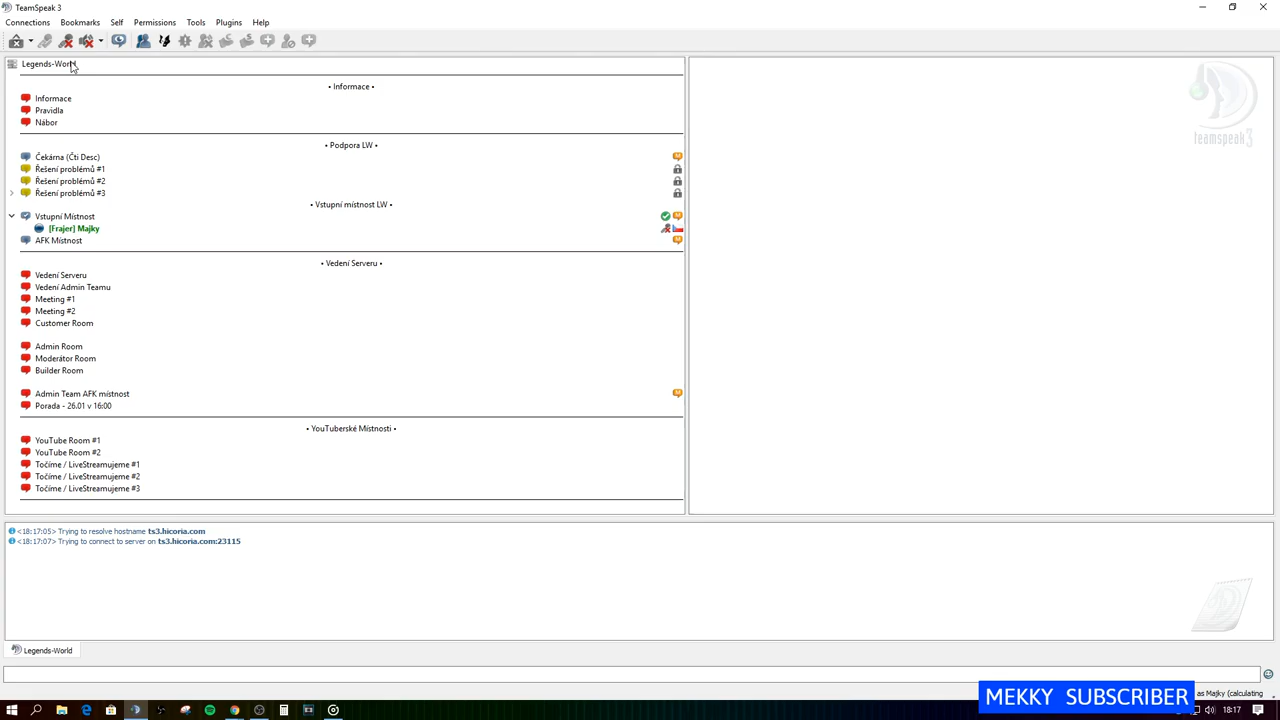 TeamSpeak 3
Connections Bookmarks Self Permissions Tools Plugins Help
Legends-World
• Informace •
Informace
Pravidla
Nábor
• Podpora LW •
Čekárna (Čti Desc)
Řešení problémů #1
Řešení problémů #2
Řešení problémů #3
• Vstupní místnost LW •
Vstupní Místnost
[Frajer] Majky
AFK Místnost
• Vedení Serveru •
Vedení Serveru
Vedení Admin Teamu
Meeting #1
Meeting #2
Customer Room
Admin Room
Moderátor Room
Builder Room
Admin Team AFK místnost
Porada - 26.01 v 16:00
• YouTuberské Místnosti •
YouTube Room #1
YouTube Room #2
Točíme / LiveStreamujeme #1
Točíme / LiveStreamujeme #2
Točíme / LiveStreamujeme #3
teamspeak 3
<18:17:05> Trying to resolve hostname ts3.hicoria.com
<18:17:07> Trying to connect to server on ts3.hicoria.com:23115
Legends-World
MEKKY SUBSCRIBER
as Majky (calculating
18:17